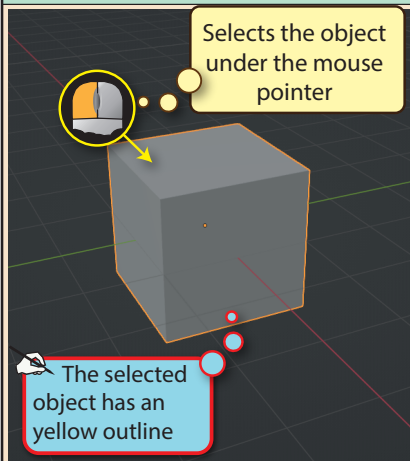 Selects the object
under the mouse
pointer
The selected
object has an
yellow outline